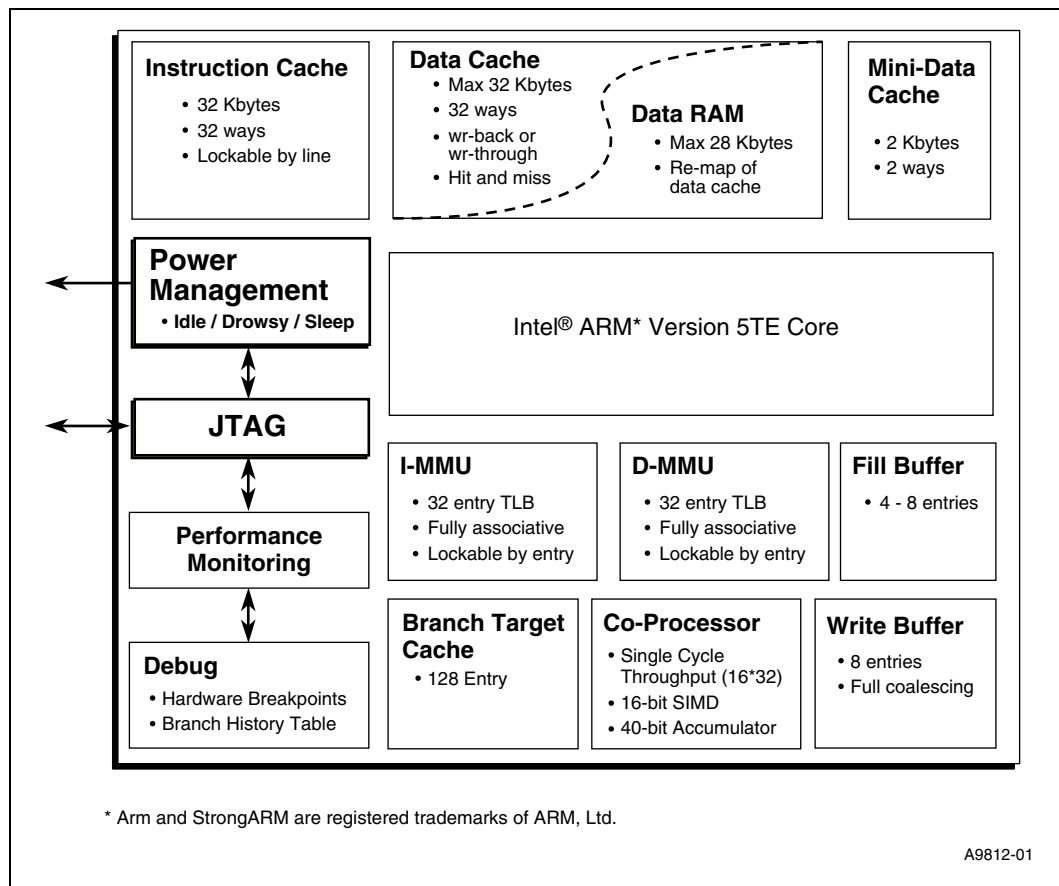 Instruction Cache
• 32 Kbytes
• 32 ways
• Lockable by line
Data Cache
• Max 32 Kbytes
• 32 ways
• wr-back or
wr-through
• Hit and miss
Data RAM
• Max 28 Kbytes
• Re-map of
data cache
Mini-Data
Cache
• 2 Kbytes
• 2 ways
Power
Management
• Idle / Drowsy / Sleep
Intel® ARM* Version 5TE Core
JTAG
I-MMU
• 32 entry TLB
• Fully associative
• Lockable by entry
D-MMU
• 32 entry TLB
• Fully associative
• Lockable by entry
Fill Buffer
• 4 - 8 entries
Performance
Monitoring
Debug
• Hardware Breakpoints
• Branch History Table
Branch Target
Cache
• 128 Entry
Co-Processor
• Single Cycle
Throughput (16*32)
• 16-bit SIMD
• 40-bit Accumulator
Write Buffer
• 8 entries
• Full coalescing
* Arm and StrongARM are registered trademarks of ARM, Ltd.
A9812-01